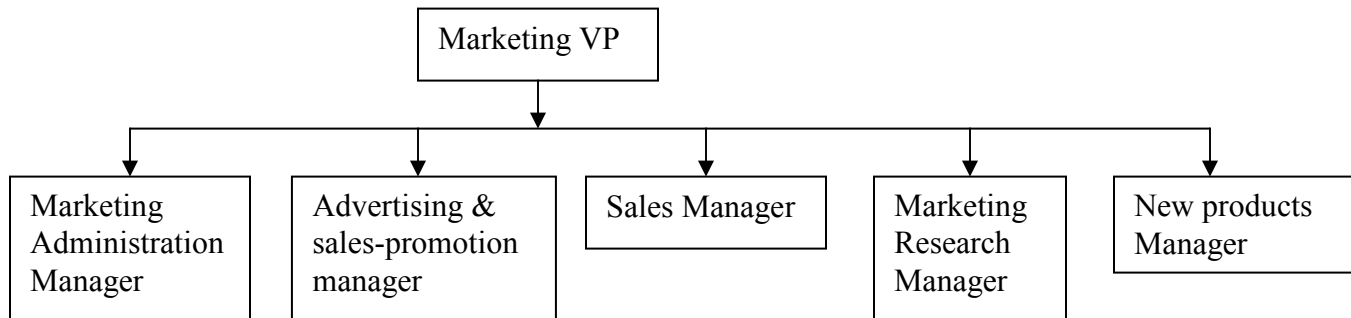 Marketing VP
Marketing
Administration
Manager
Advertising &
sales-promotion
manager
Sales Manager
Marketing
Research
Manager
New products
Manager